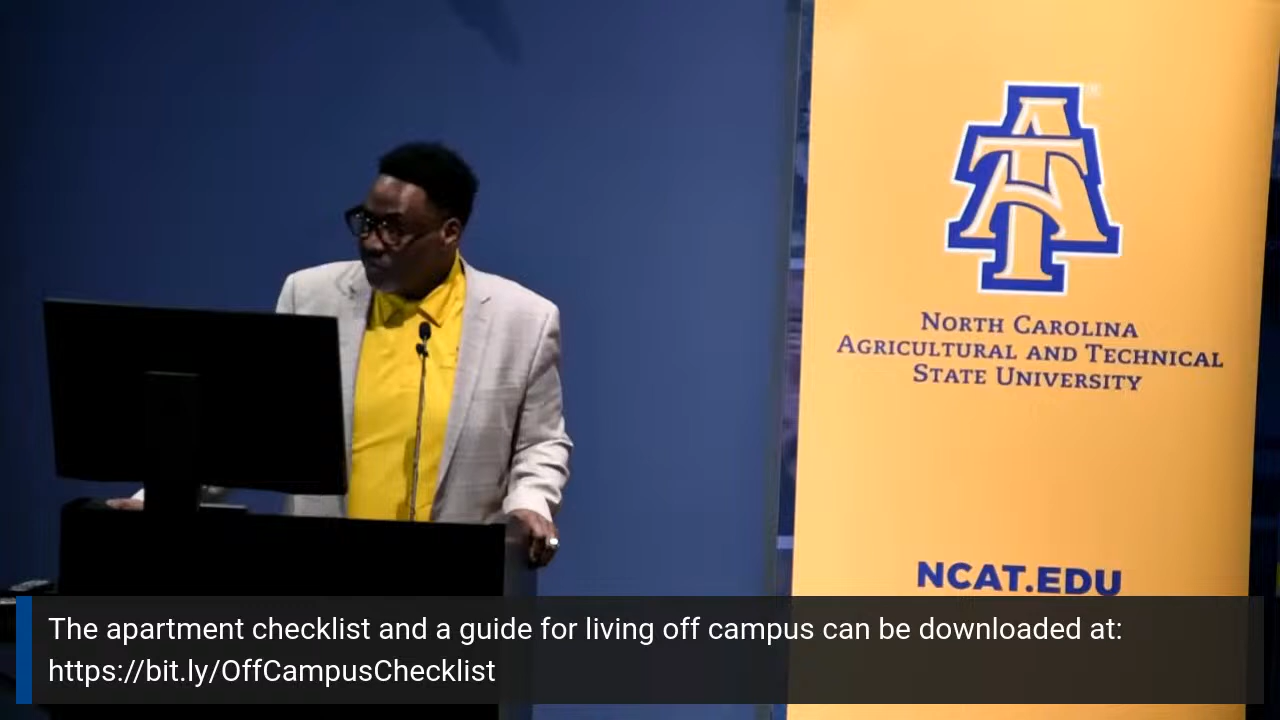 AT
NORTH CAROLINA
AGRICULTURAL AND TECHNICAL
STATE UNIVERSITY
NCAT.EDU
The apartment checklist and a guide for living off campus can be downloaded at:
https://bit.ly/OffCampusChecklist